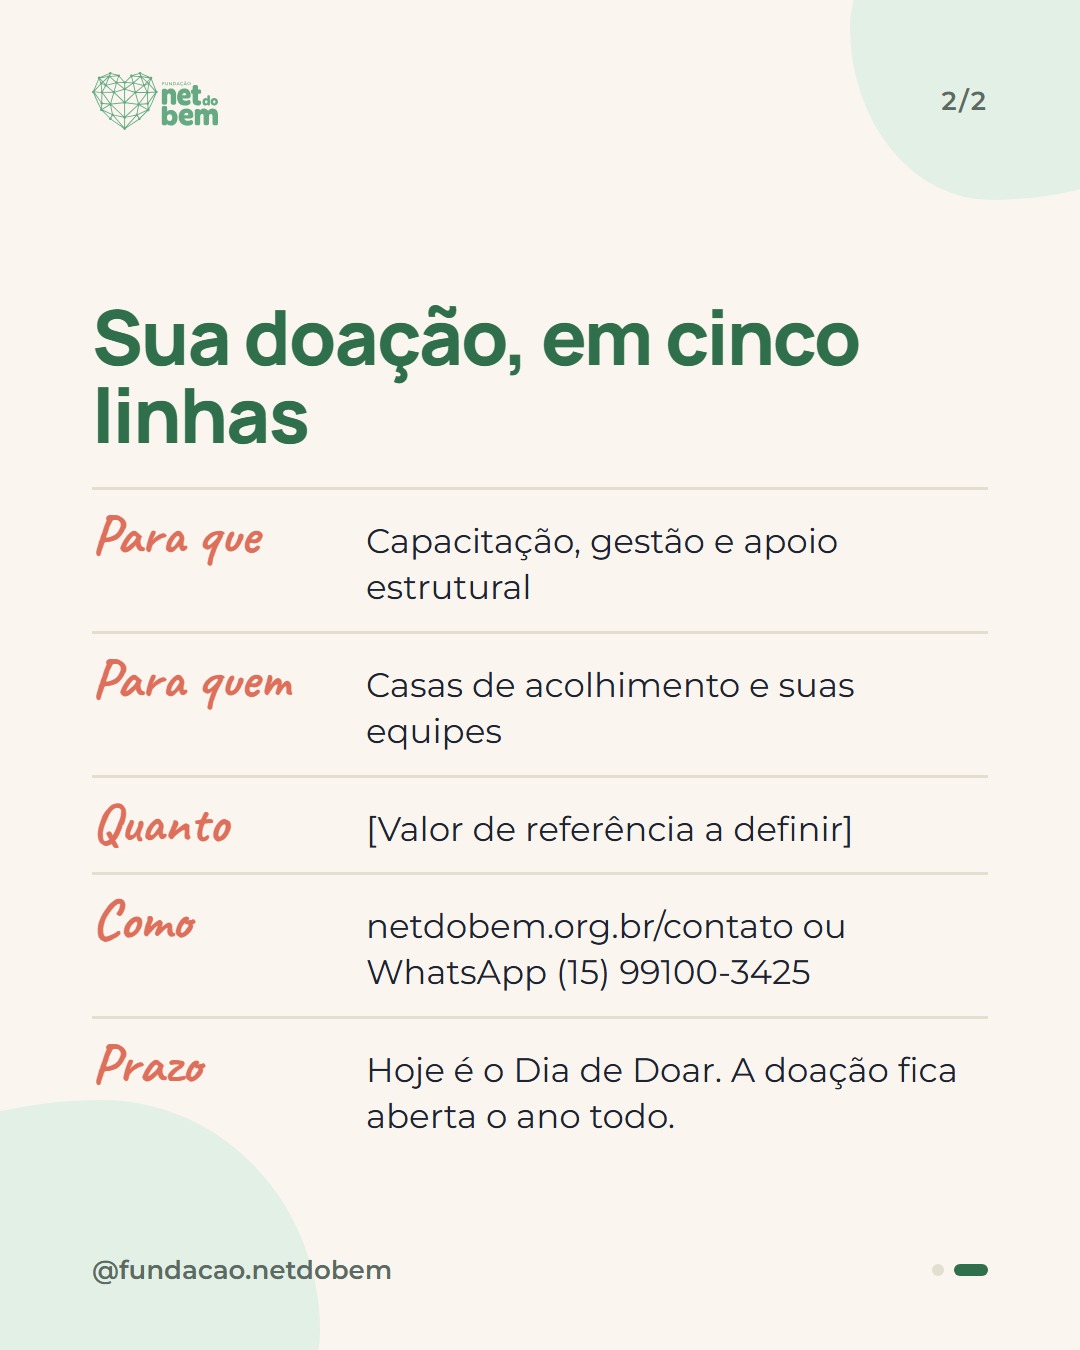 FUNDAÇÃO
net do
bem
2/2
Sua doação, em cinco
linhas
Para que
Capacitação, gestão e apoio
estrutural
Para quem
Casas de acolhimento e suas
equipes
Quanto
[Valor de referência a definir]
Como
netdobem.org.br/contato ou
WhatsApp (15) 99100-3425
Prazo
Hoje é o Dia de Doar. A doação fica
aberta o ano todo.
@fundacao.netdobem